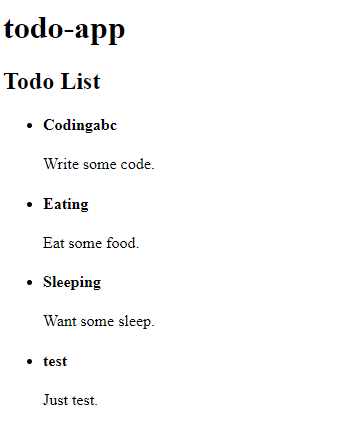 todo-app
Todo List
Codingabc
Write some code.
Eating
Eat some food.
Sleeping
Want some sleep.
test
Just test.